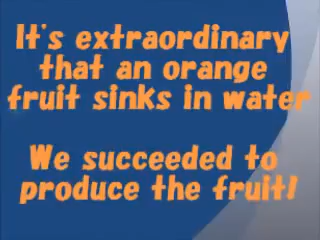 It's extraordinary
that an orange
fruit sinks in water
We succeeded to
produce the fruit!